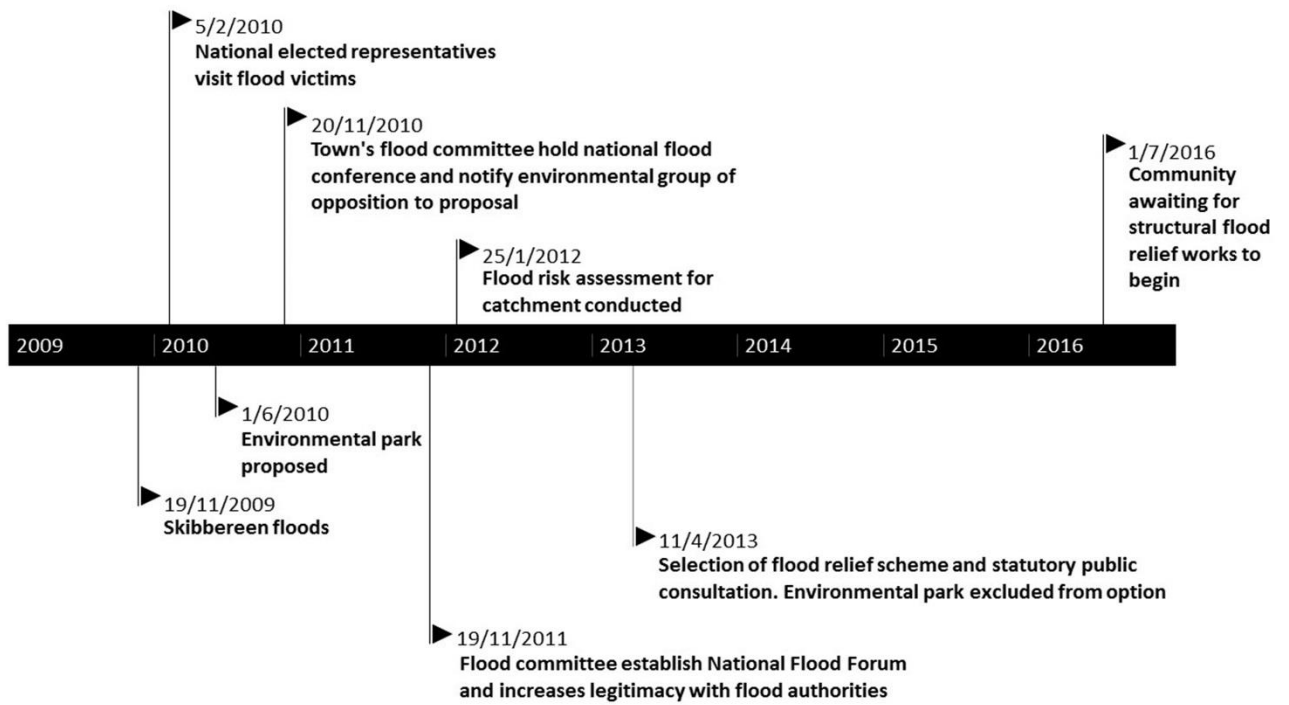 5/2/2010
National elected representatives
visit flood victims
20/11/2010
Town's flood committee hold national flood
conference and notify environmental group of
opposition to proposal
1/7/2016
Community
awaiting for
structural flood
relief works to
begin
25/1/2012
Flood risk assessment for
catchment conducted
2009 2010 2011 2012 2013 2014 2015 2016
1/6/2010
Environmental park
proposed
19/11/2009
Skibbereen floods
11/4/2013
Selection of flood relief scheme and statutory public
consultation. Environmental park excluded from option
19/11/2011
Flood committee establish National Flood Forum
and increases legitimacy with flood authorities